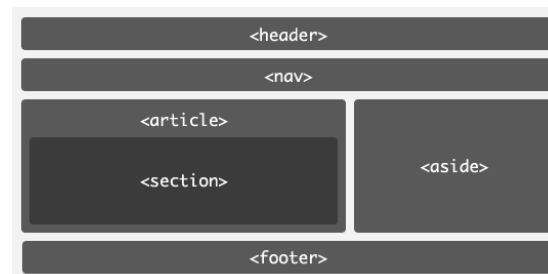 <header>
<nav>
<article>
<section>
<aside>
<footer>